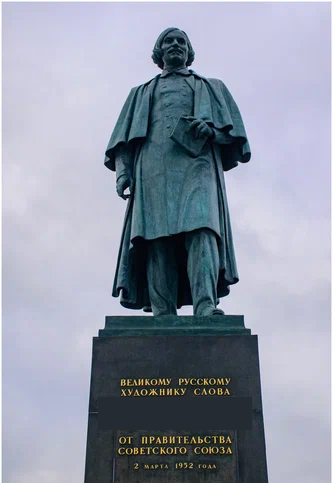 ВЕЛИКОМУ РУССКОМУ
ХУДОЖНИКУ СЛОВА
ОТ ПРАВИТЕЛЬСТВА
СОВЕТСКОГО СОЮЗА
2 МАРТА 1952 ГОДА